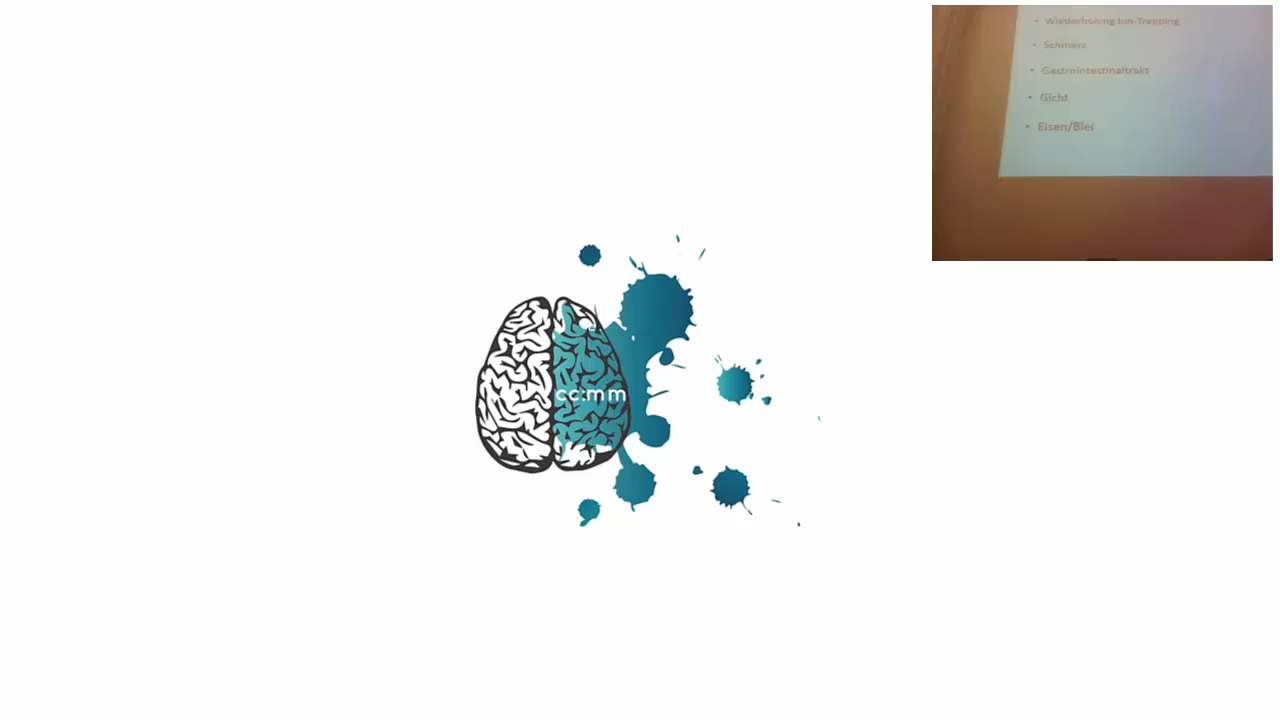 • Wiederholung Ion-Trapping
• Schmerz
• Gastrointestinaltrakt
• Gicht
• Eisen/Blei
cc:mm